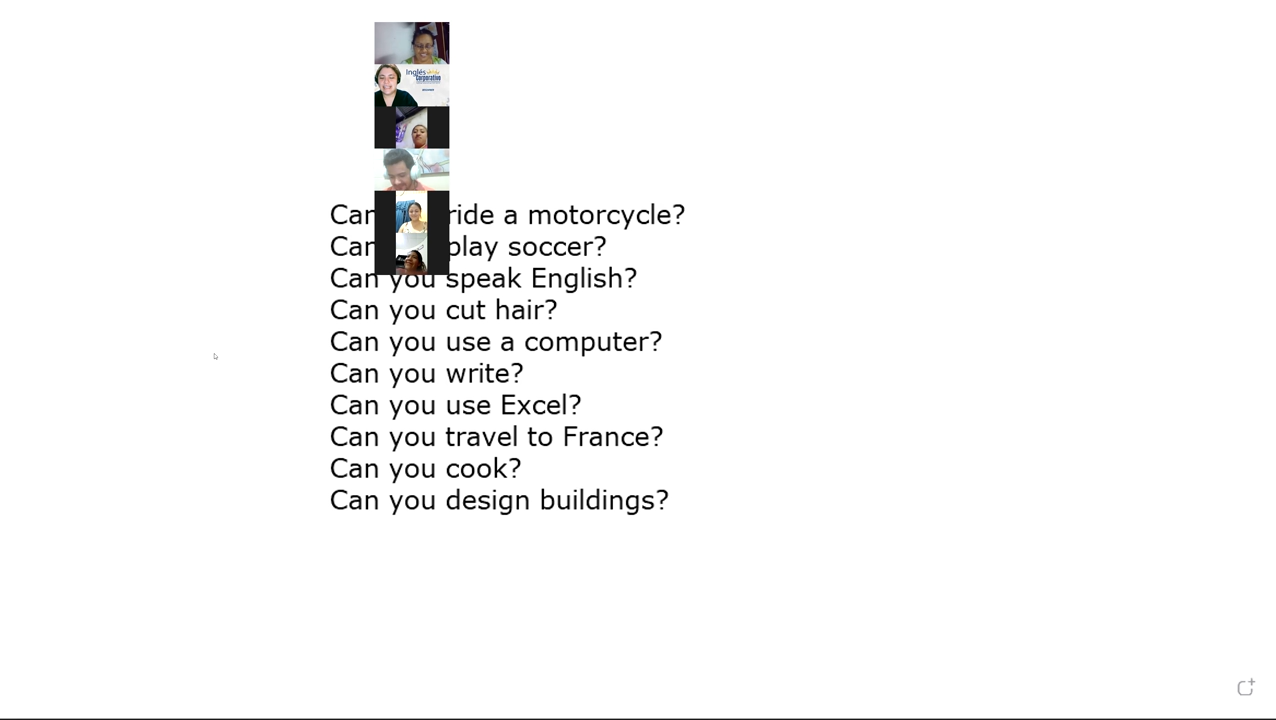 Inglés
Corporativo
Can ride a motorcycle?
Can play soccer?
Can you speak English?
Can you cut hair?
Can you use a computer?
Can you write?
Can you use Excel?
Can you travel to France?
Can you cook?
Can you design buildings?